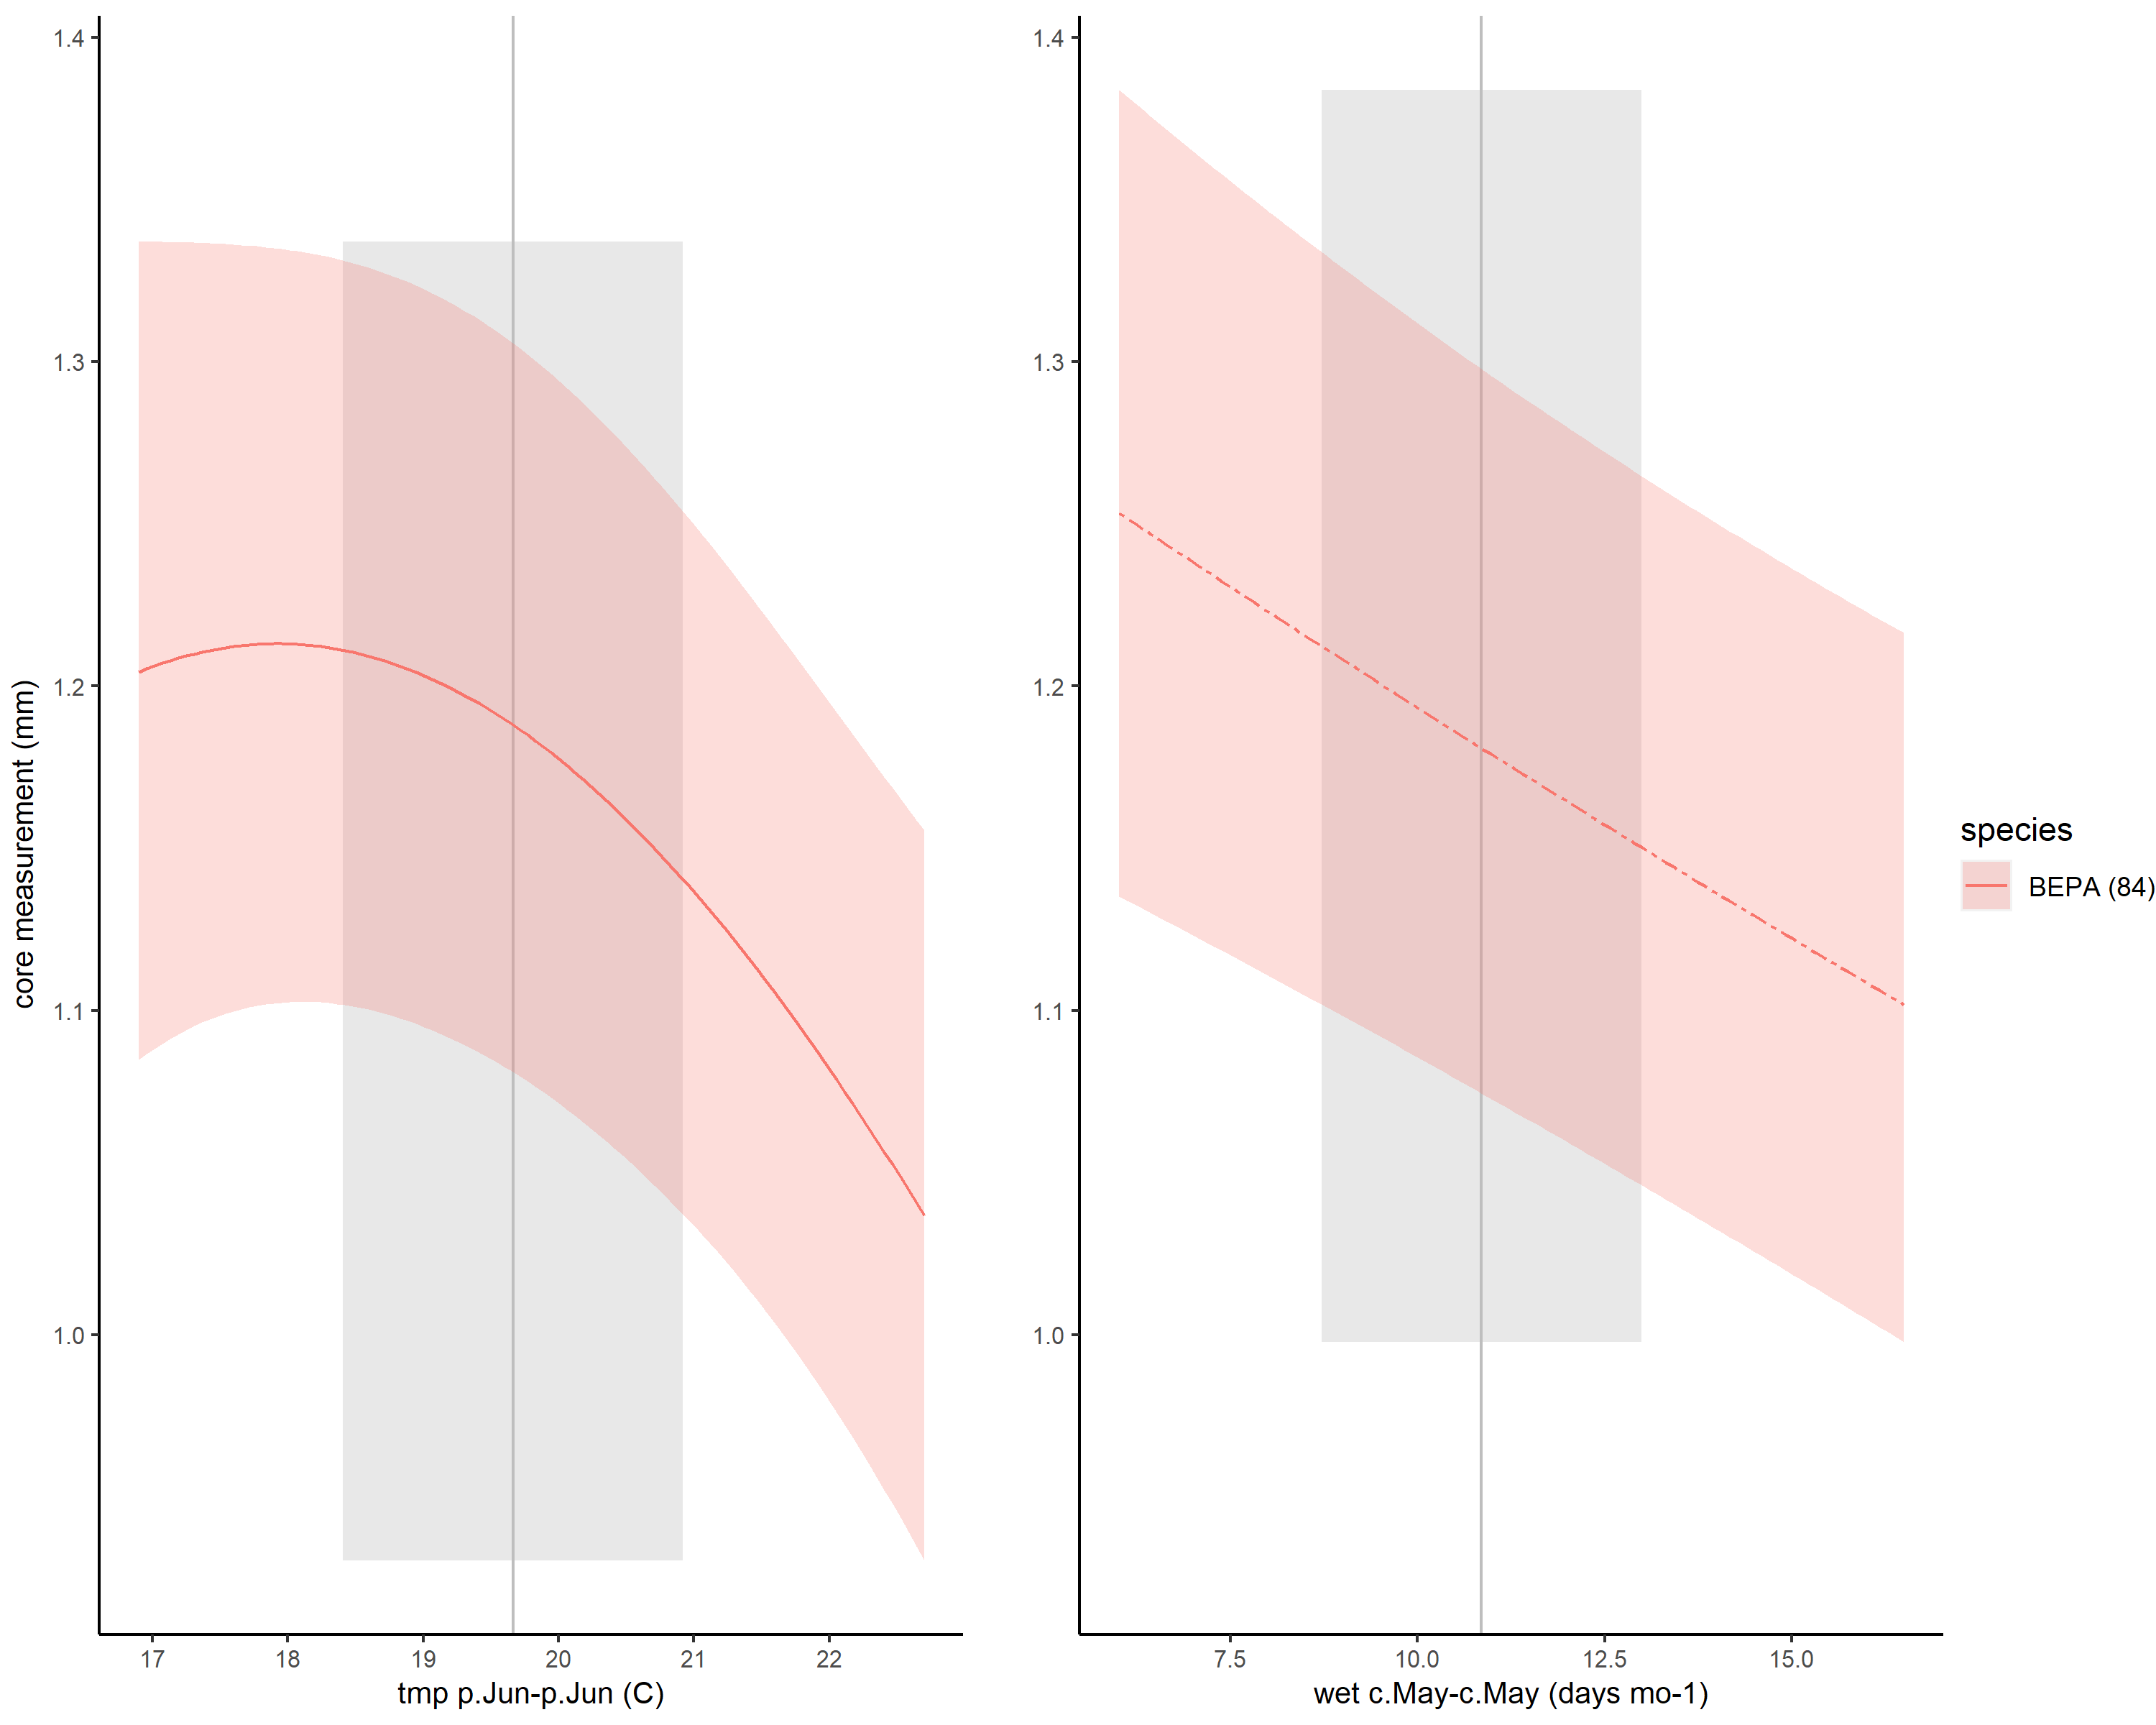 core measurement (mm)
1.4
1.3
1.2
1.1
1.0
17 18 19 20 21 22
tmp p.Jun-p.Jun (C)
1.4
1.3
1.2
1.1
1.0
7.5 10.0 12.5 15.0
wet c.May-c.May (days mo-1)
species
BEPA (84)